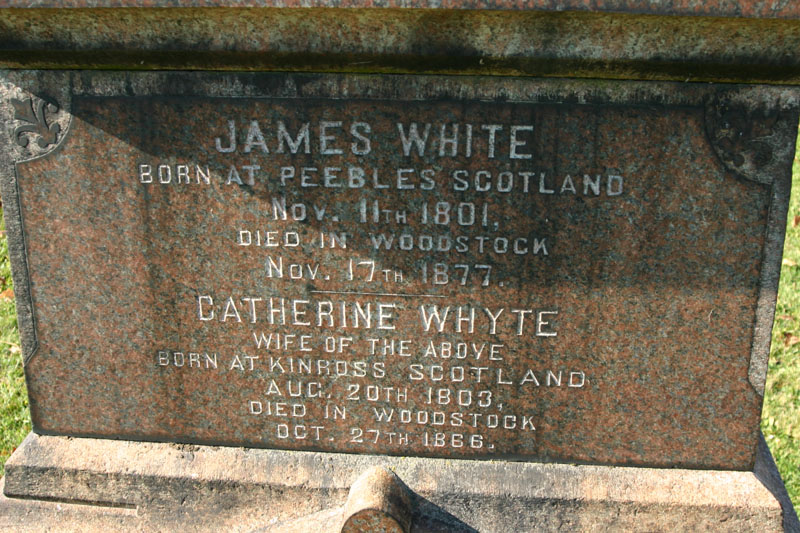 JAMES WHITE
BORN AT PEEBLES SCOTLAND
NOV. 11TH 1801.
DIED IN WOODSTOCK
NOV. 17TH 1877.
CATHERINE WHYTE
WIFE OF THE ABOVE
BORN AT KINROSS SCOTLAND
AUG. 20TH 1803,
DIED IN WOODSTOCK
OCT. 27TH 1866.